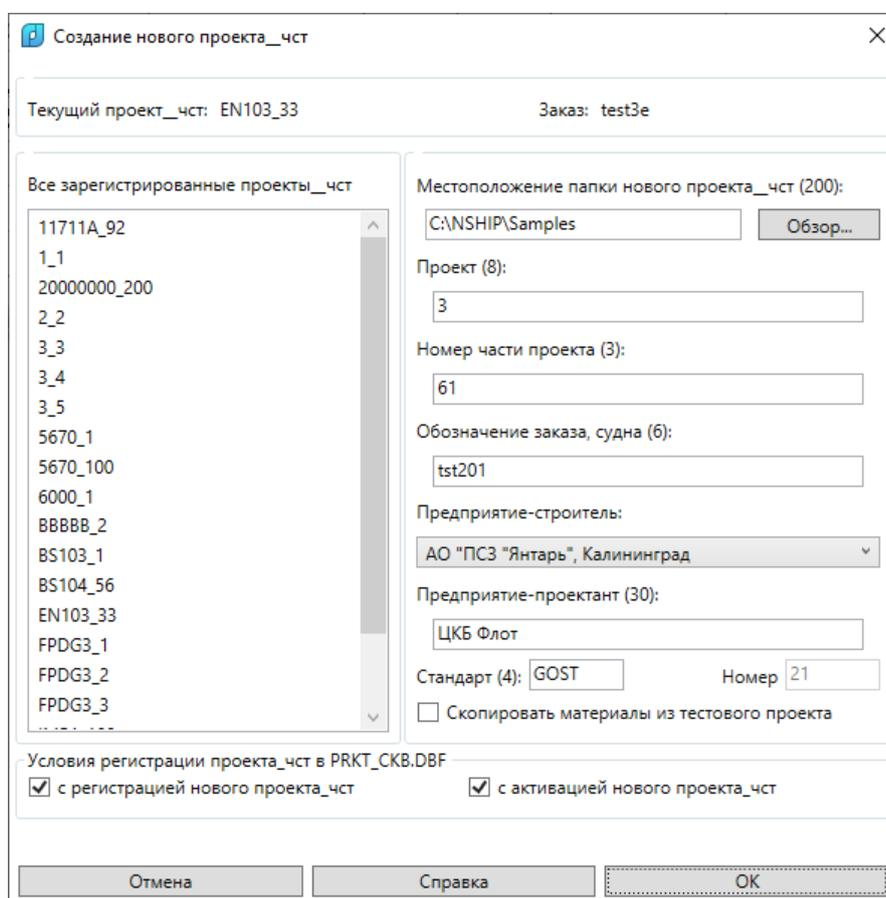 Создание нового проекта__чст
Текущий проект__чст: EN103_33
Заказ: test3e
Все зарегистрированные проекты__чст
11711A_92
1_1
20000000_200
2_2
3_3
3_4
3_5
5670_1
5670_100
6000_1
BBBBB_2
BS103_1
BS104_56
EN103_33
FPDG3_1
FPDG3_2
FPDG3_3
Местоположение папки нового проекта__чст (200):
C:\NSHIP\Samples
Обзор...
Проект (8):
3
Номер части проекта (3):
61
Обозначение заказа, судна (6):
tst201
Предприятие-строитель:
АО "ПСЗ "Янтарь", Калининград
Предприятие-проектант (30):
ЦКБ Флот
Стандарт (4): GOST
Номер 21
Скопировать материалы из тестового проекта
Условия регистрации проекта_чст в PRKT_CKB.DBF
с регистрацией нового проекта_чст
с активацией нового проекта_чст
Отмена
Справка
ОК